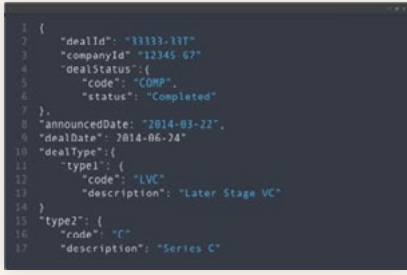 1 {
2 "dealId": "33333-33T"
3 "companyId" "12345-67"
4 "dealStatus":{
5 "code": "COMP",
6 "status": "Completed"
7 },
8 "announcedDate: "2014-03-22",
9 "dealDate": 2014-06-24"
10 "dealType":{
11 "type1": {
12 "code": "LVC"
13 "description": "Later Stage VC"
14 }
15 "type2": {
16 "code": "C"
17 "description": "Series C"